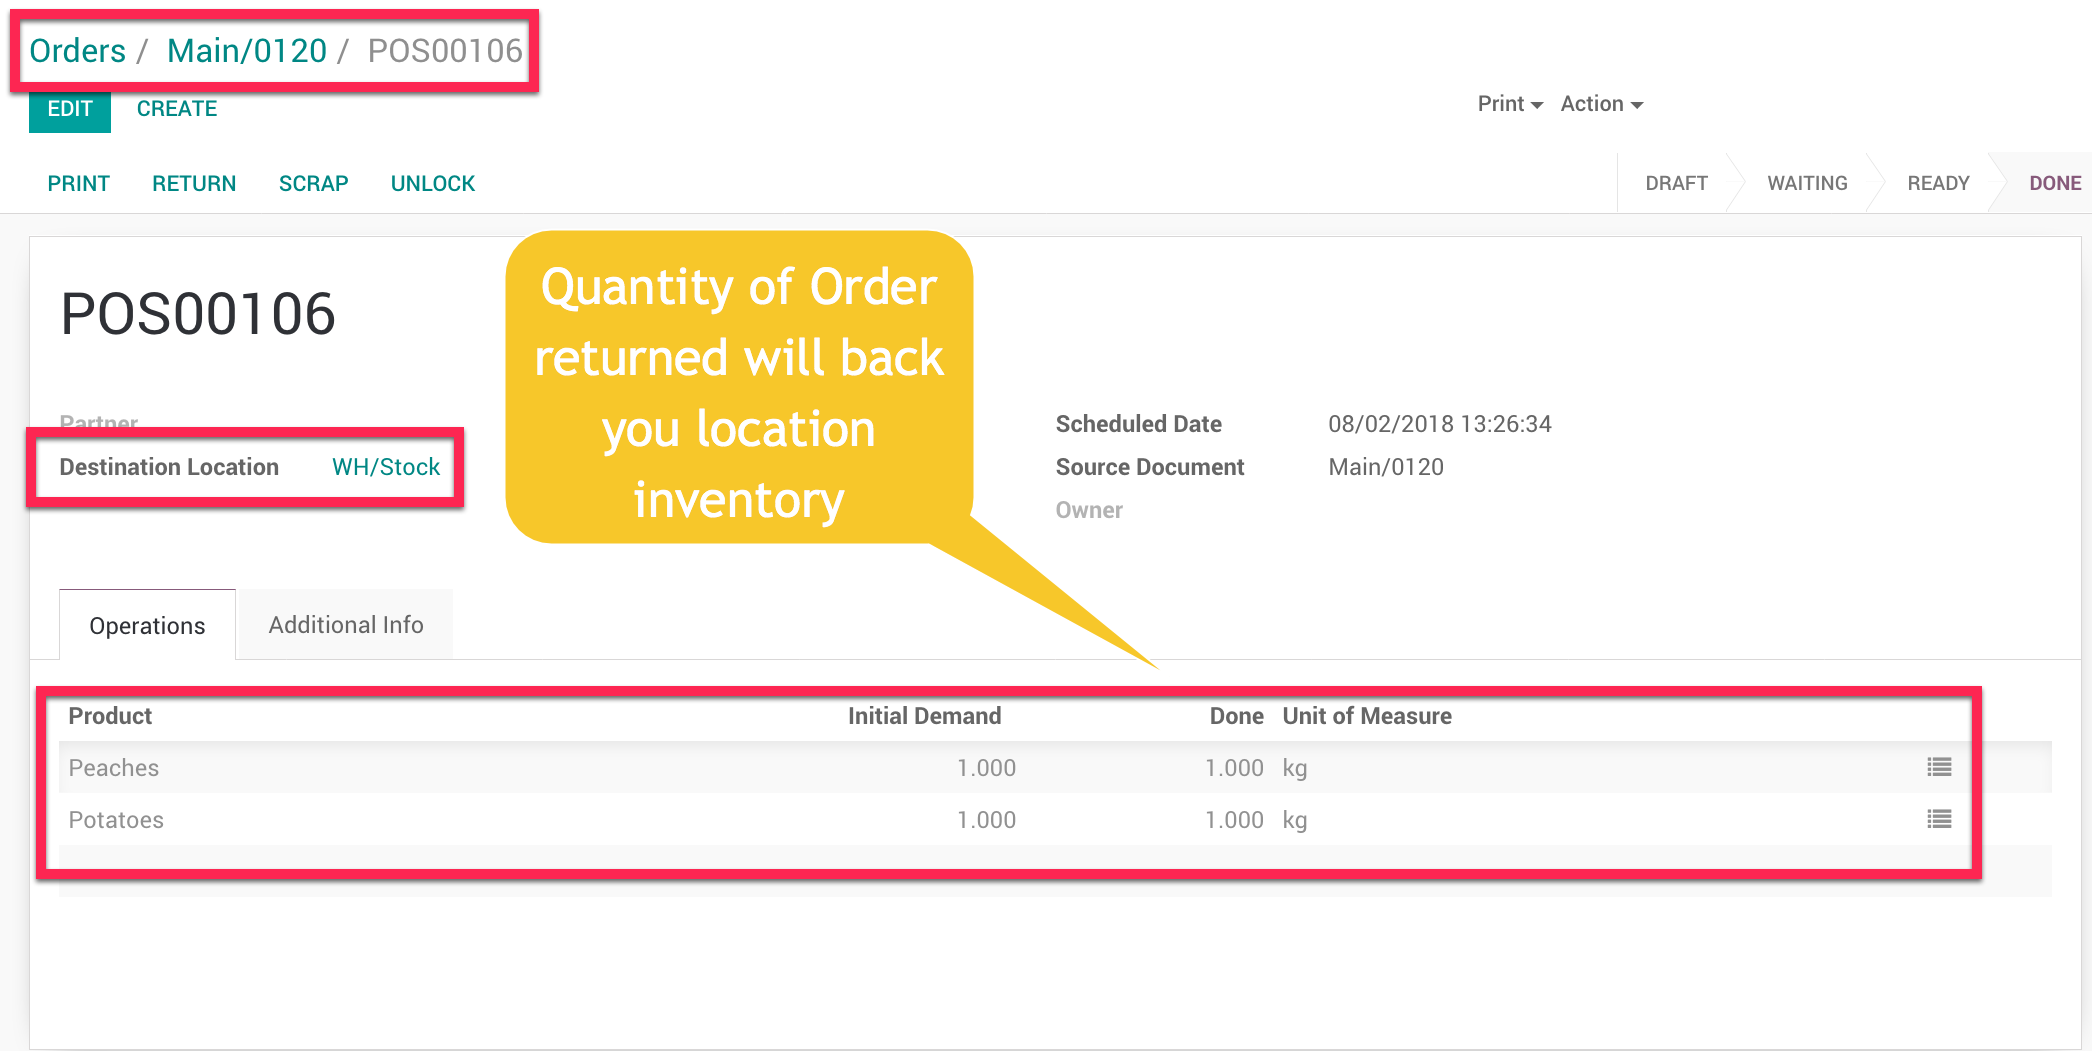 Orders / Main/0120 / POS00106
EDIT CREATE
Print Action
PRINT RETURN SCRAP UNLOCK
DRAFT WAITING READY DONE
POS00106
Quantity of Order
returned will back
you location
inventory
Partner
Destination Location WH/Stock
Scheduled Date 08/02/2018 13:26:34
Source Document Main/0120
Owner
Operations Additional Info
Product Initial Demand Done Unit of Measure
Peaches 1.000 1.000 kg
Potatoes 1.000 1.000 kg